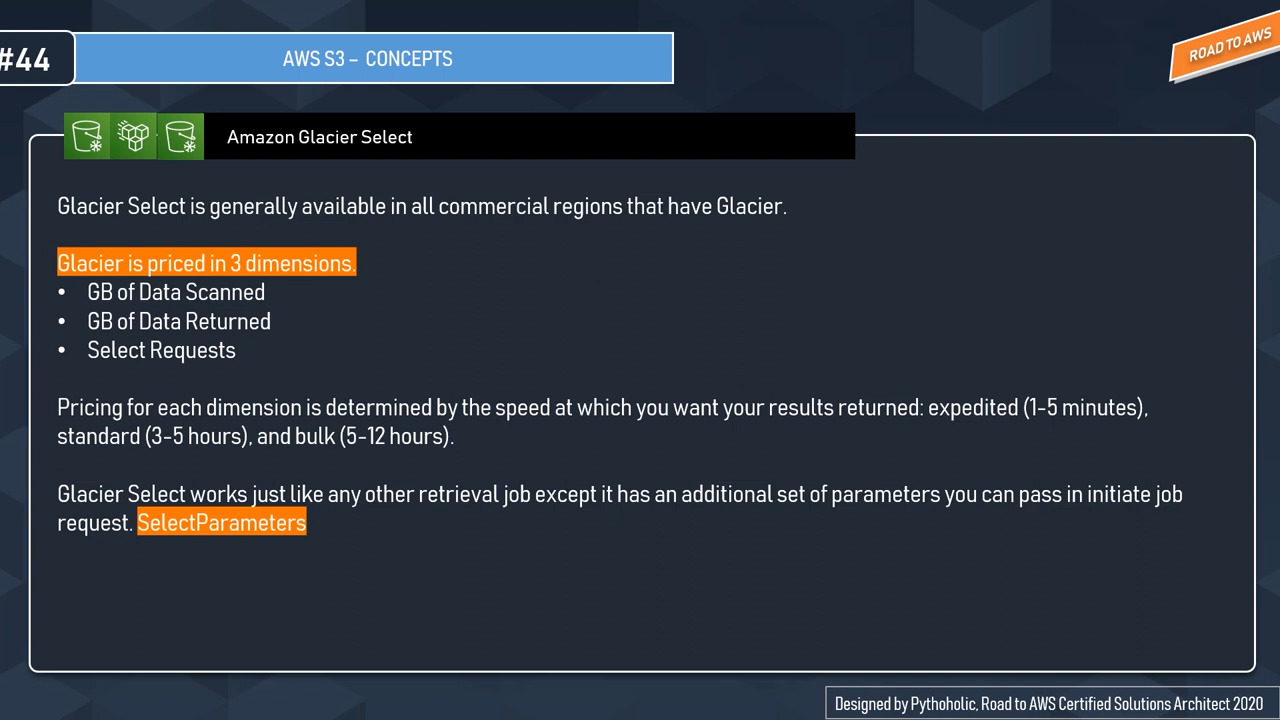 #44
AWS S3 – CONCEPTS
ROAD TO AWS
Amazon Glacier Select
Glacier Select is generally available in all commercial regions that have Glacier.
Glacier is priced in 3 dimensions.
• GB of Data Scanned
• GB of Data Returned
• Select Requests
Pricing for each dimension is determined by the speed at which you want your results returned: expedited (1-5 minutes),
standard (3-5 hours), and bulk (5-12 hours).
Glacier Select works just like any other retrieval job except it has an additional set of parameters you can pass in initiate job
request. SelectParameters
Designed by Pythoholic, Road to AWS Certified Solutions Architect 2020